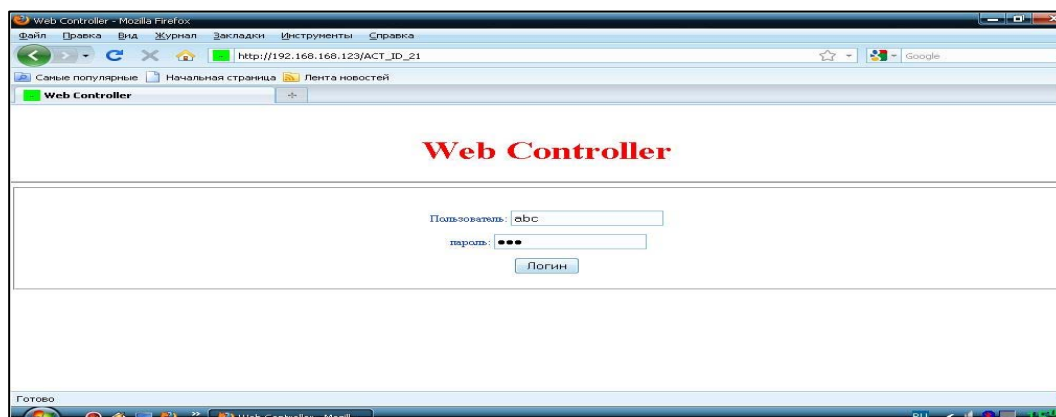 Web Controller - Mozilla Firefox
Файл Правка Вид Журнал Закладки Инструменты Справка
http://192.168.168.123/ACT_ID_21
Google
Самые популярные Начальная страница Лента новостей
Web Controller
Web Controller
Пользователь: abc
пароль: ●●●
Логин
Готово
Web Controller - Mozill...
RU